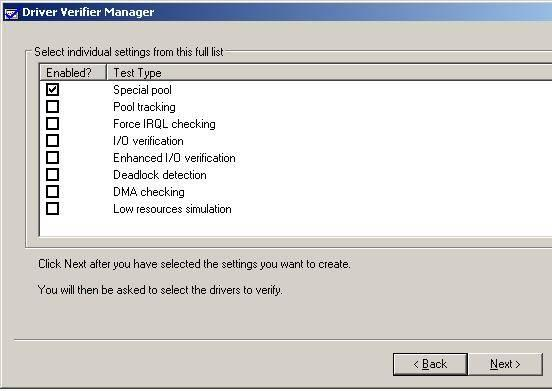 Driver Verifier Manager
Select individual settings from this full list
Enabled? Test Type
Special pool
Pool tracking
Force IRQL checking
I/O verification
Enhanced I/O verification
Deadlock detection
DMA checking
Low resources simulation
Click Next after you have selected the settings you want to create.
You will then be asked to select the drivers to verify.
< Back Next >